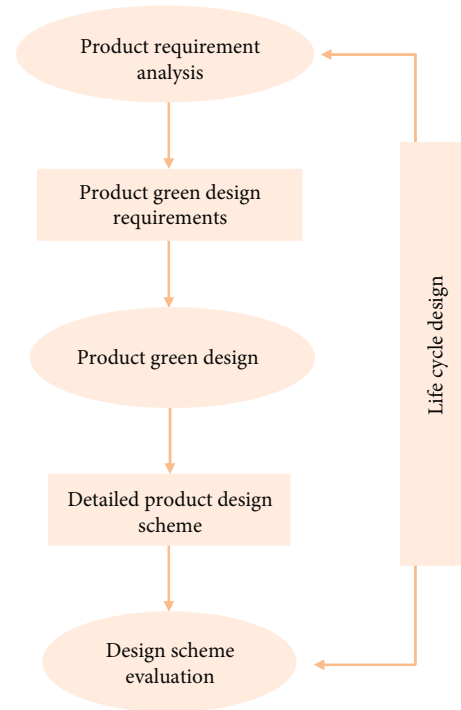 Product requirement
analysis
Product green design
requirements
Product green design
Detailed product design
scheme
Design scheme
evaluation
Life cycle design